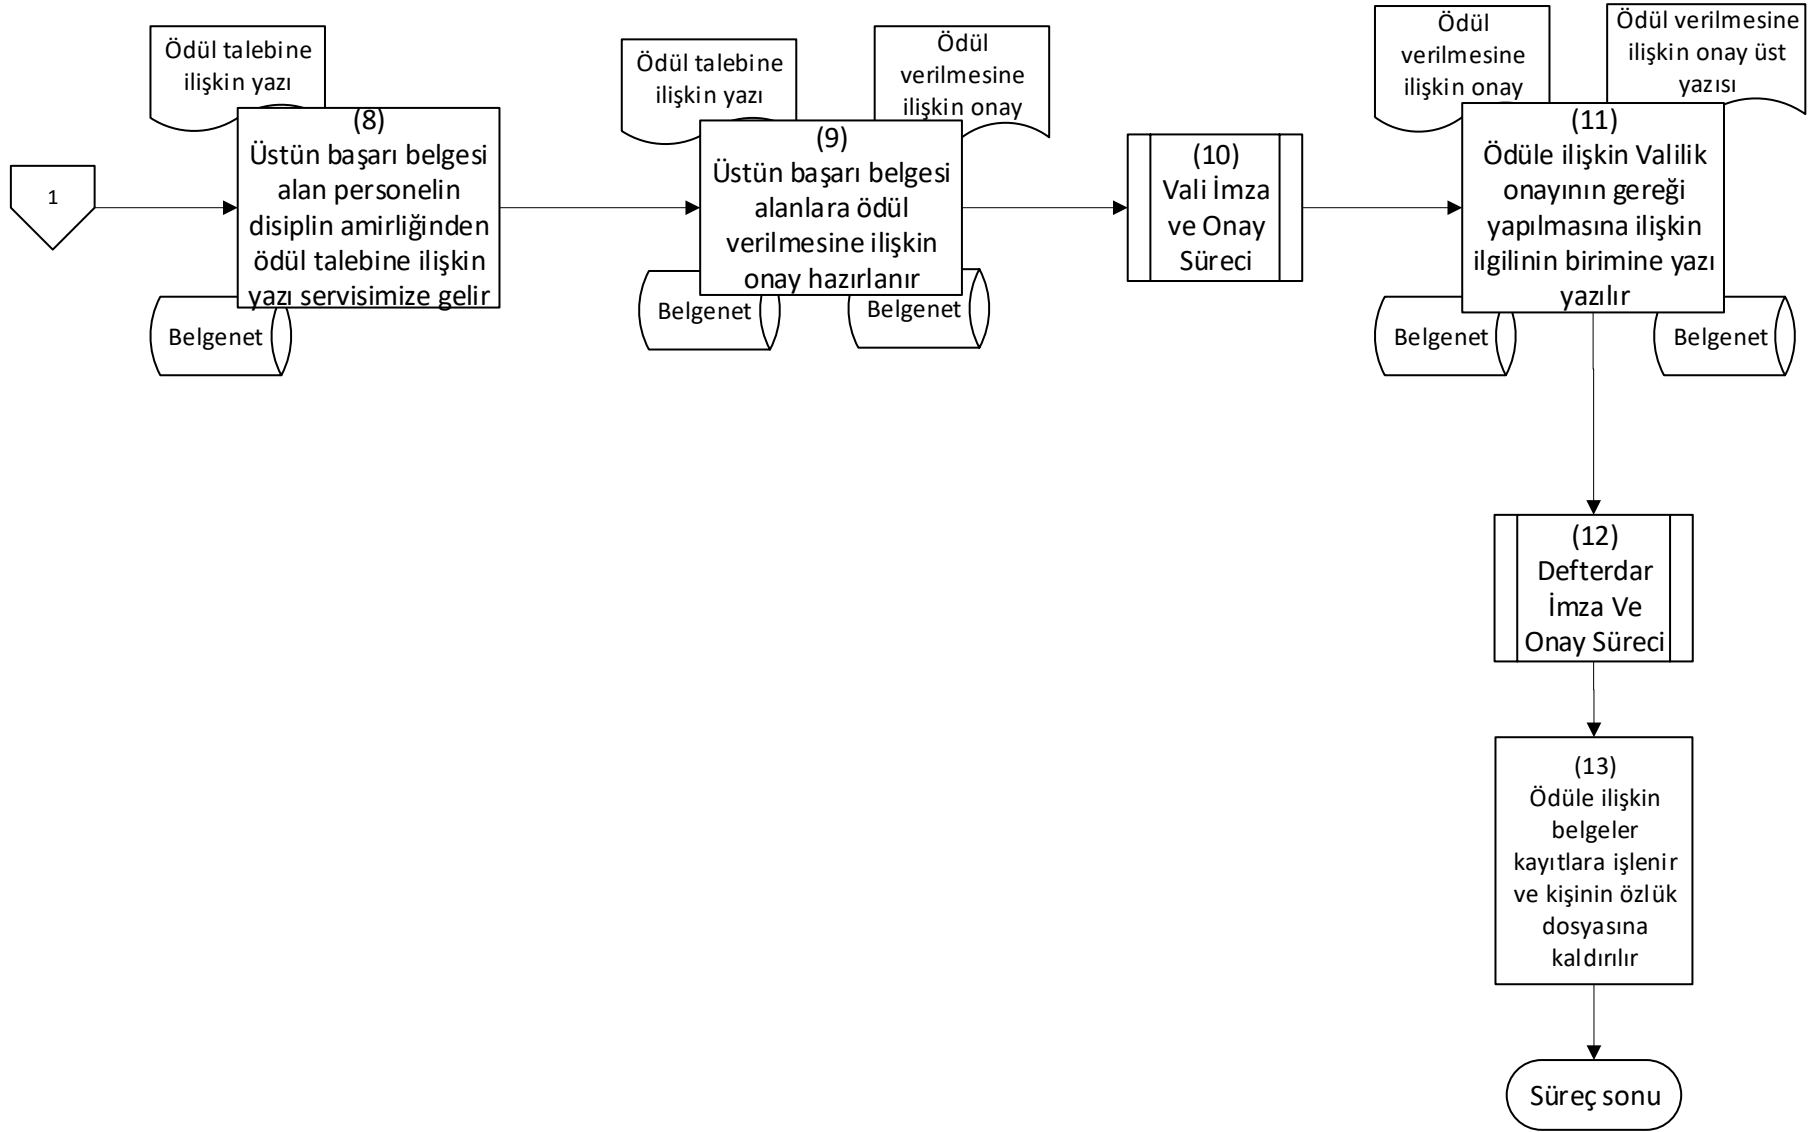 1
Ödül talebine
ilişkin yazı
(8)
Üstün başarı belgesi
alan personelin
disiplin amirliğinden
ödül talebine ilişkin
yazı servisimize gelir
Belgenet
Ödül talebine
ilişkin yazı
Ödül
verilmesine
ilişkin onay
(9)
Üstün başarı belgesi
alanlara ödül
verilmesine ilişkin
onay hazırlanır
Belgenet
Belgenet
(10)
Vali İmza
ve Onay
Süreci
Ödül
verilmesine
ilişkin onay
Ödül verilmesine
ilişkin onay üst
yazısı
(11)
Ödüle ilişkin Valilik
onayının gereği
yapılmasına ilişkin
ilgilinin birimine yazı
yazılır
Belgenet
Belgenet
(12)
Defterdar
İmza Ve
Onay Süreci
(13)
Ödüle ilişkin
belgeler
kayıtlara işlenir
ve kişinin özlük
dosyasına
kaldırılır
Süreç sonu